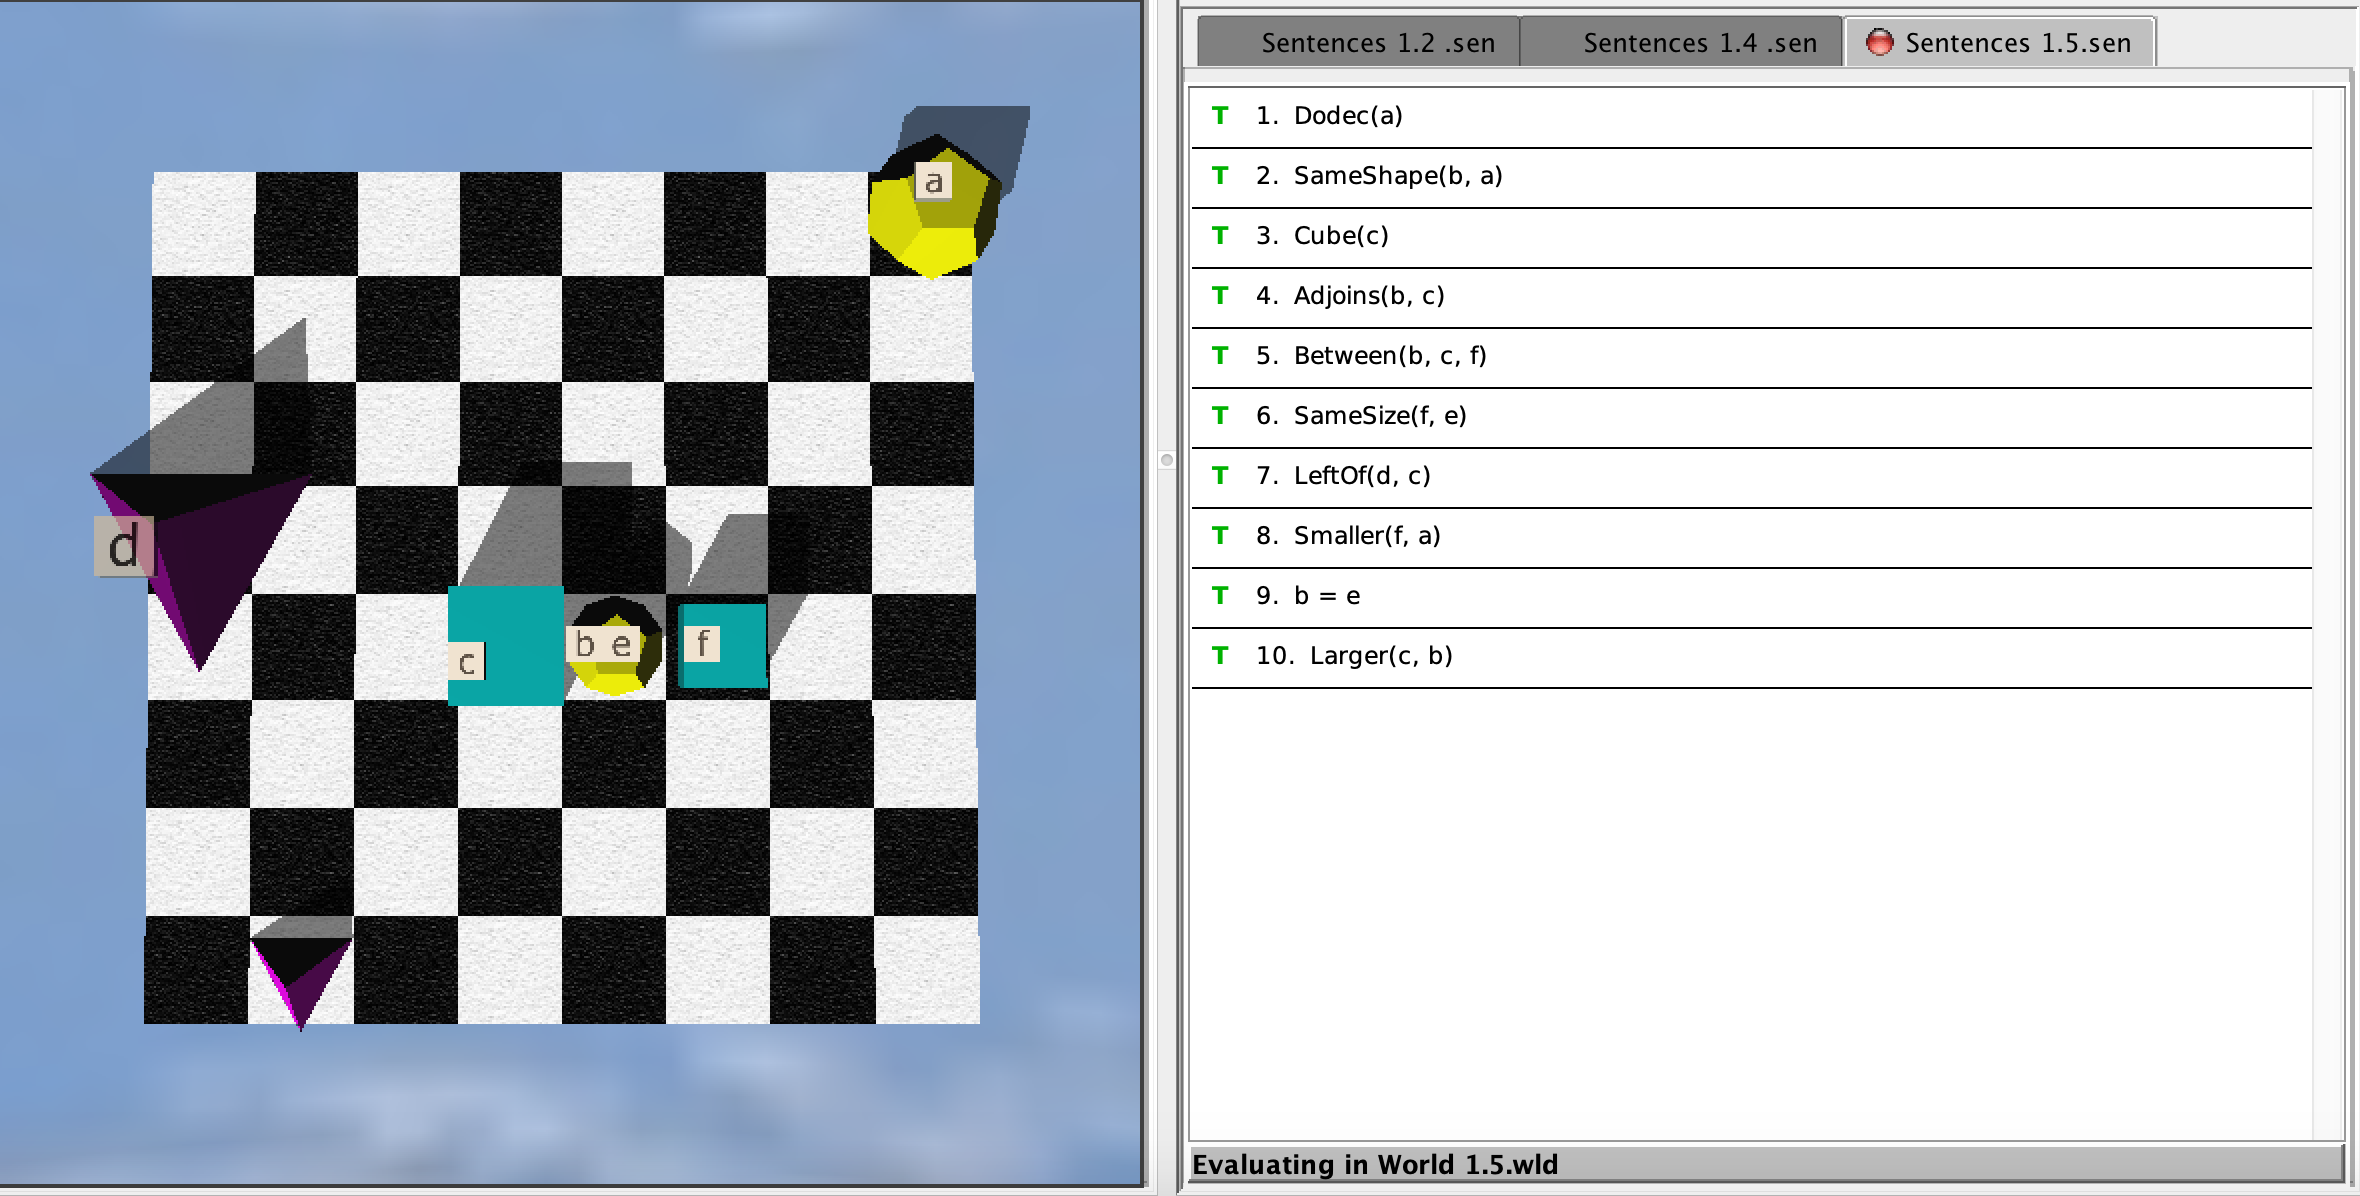 Sentences 1.2 .sen
Sentences 1.4 .sen
Sentences 1.5.sen
a
d
c
b e
f
T 1. Dodec(a)
T 2. SameShape(b, a)
T 3. Cube(c)
T 4. Adjoins(b, c)
T 5. Between(b, c, f)
T 6. SameSize(f, e)
T 7. LeftOf(d, c)
T 8. Smaller(f, a)
T 9. b = e
T 10. Larger(c, b)
Evaluating in World 1.5.wld